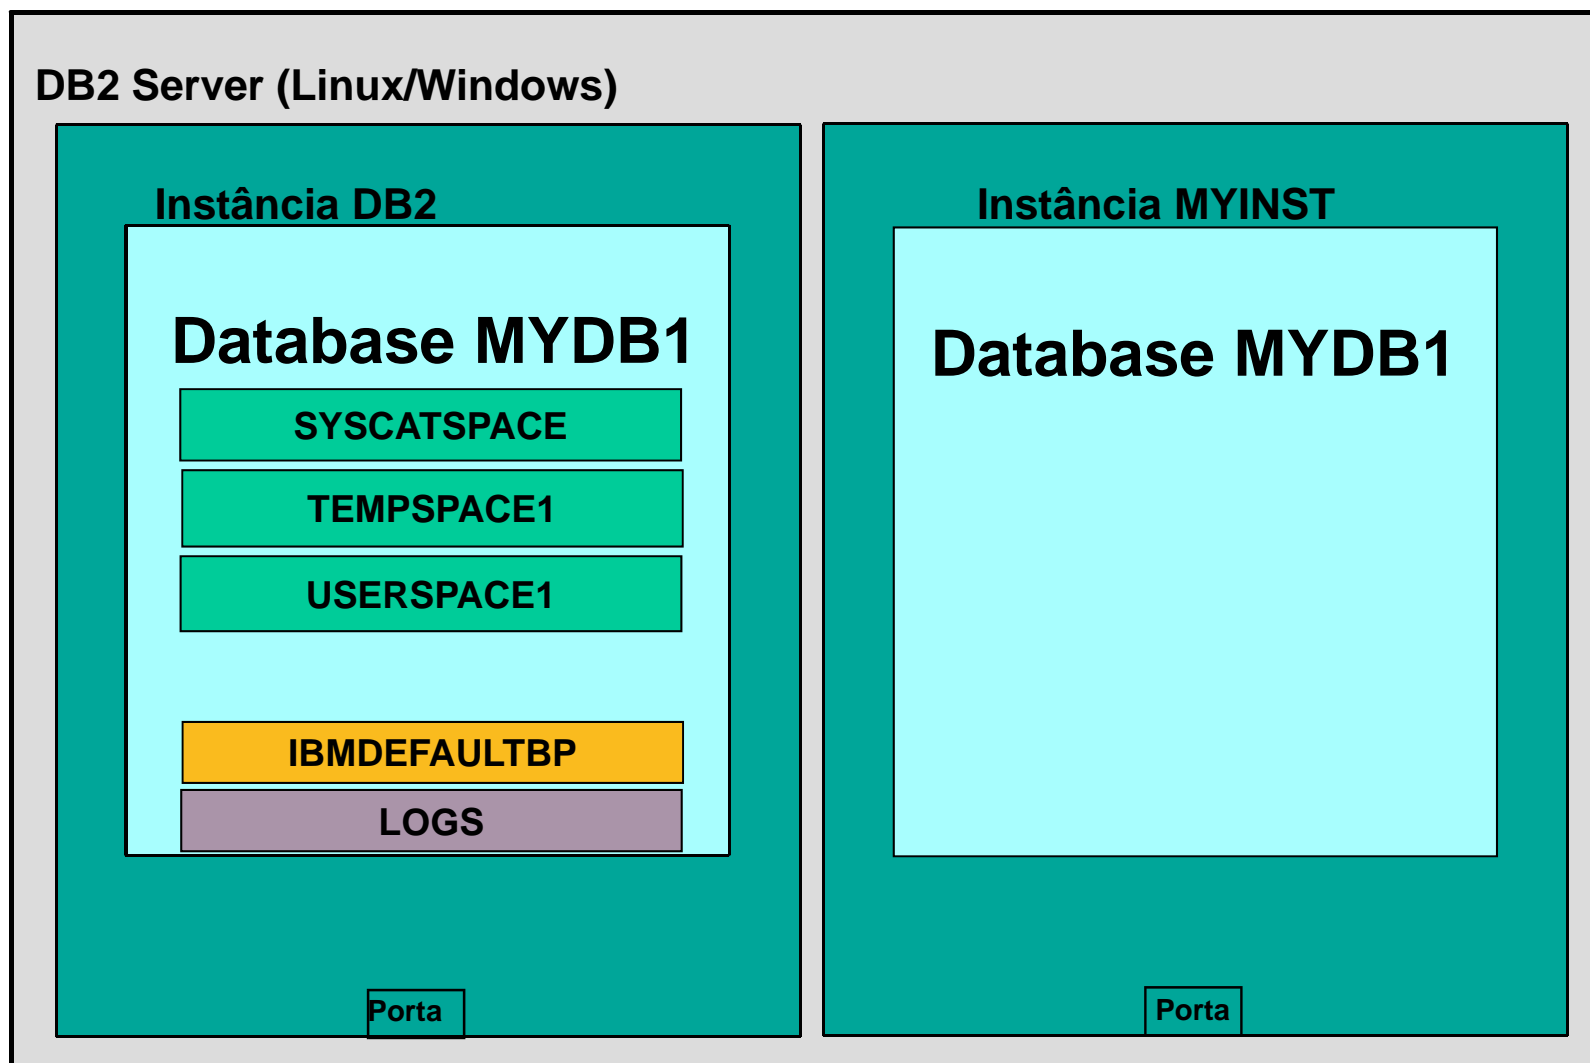 DB2 Server (Linux/Windows)
Instância DB2
Database MYDB1
SYSCATSPACE
TEMPSPACE1
USERSPACE1
IBMDEFAULTBP
LOGS
Porta
Instância MYINST
Database MYDB1
Porta